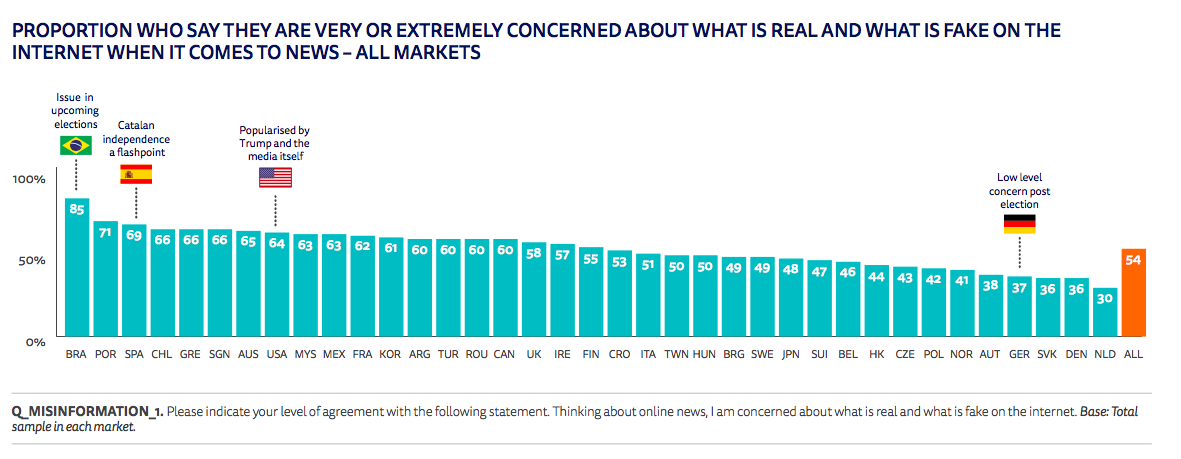 PROPORTION WHO SAY THEY ARE VERY OR EXTREMELY CONCERNED ABOUT WHAT IS REAL AND WHAT IS FAKE ON THE
INTERNET WHEN IT COMES TO NEWS – ALL MARKETS
Issue in
upcoming
elections
Catalan
independence
a flashpoint
Popularised by
Trump and the
media itself
Low level
concern post
election
100%
50%
0%
85 71 69 66 66 66 65 64 63 63 62 61 60 60 60 60 58 57 55 53 51 50 50 49 49 48 47 46 44 43 42 41 38 37 36 36 30 54
BRA POR SPA CHL GRE SGN AUS USA MYS MEX FRA KOR ARG TUR ROU CAN UK IRE FIN CRO ITA TWN HUN BRG SWE JPN SUI BEL HK CZE POL NOR AUT GER SVK DEN NLD ALL
Q_MISINFORMATION_1. Please indicate your level of agreement with the following statement. Thinking about online news, I am concerned about what is real and what is fake on the internet. Base: Total
sample in each market.